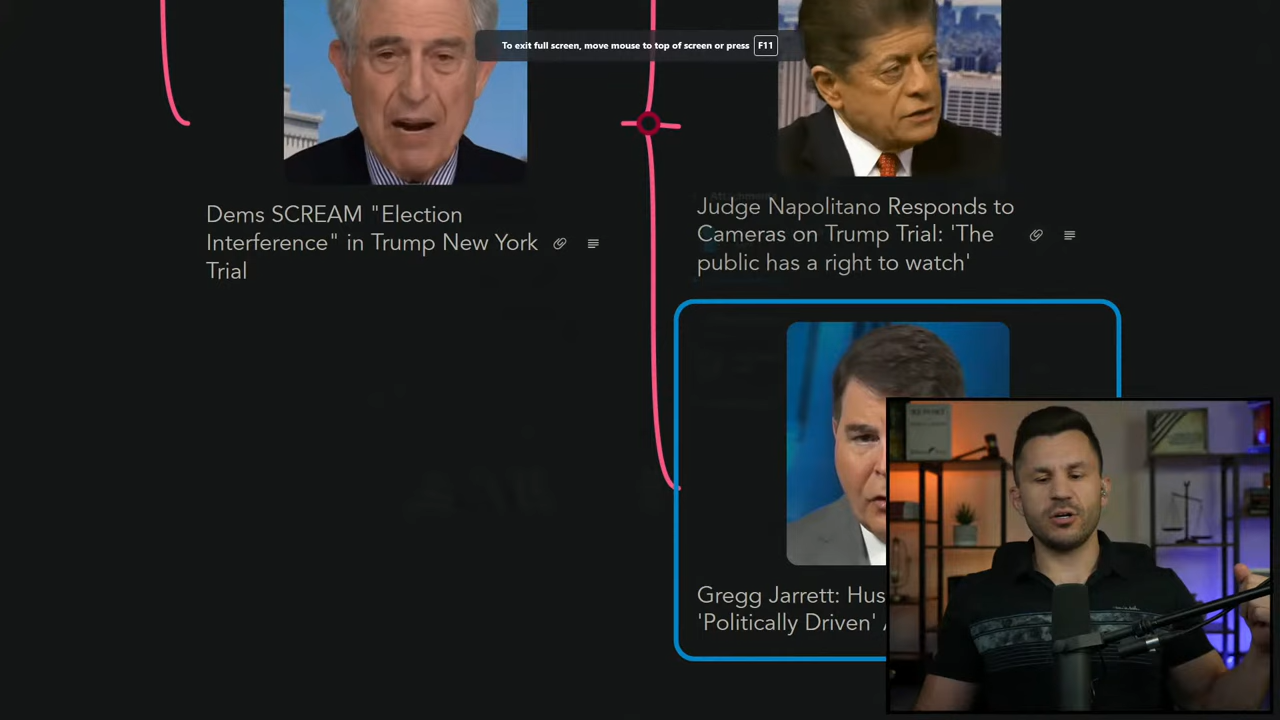 To exit full screen, move mouse to top of screen or press F11
Dems SCREAM "Election
Interference" in Trump New York
Trial
Judge Napolitano Responds to
Cameras on Trump Trial: 'The
public has a right to watch'
Gregg Jarrett: Hus
'Politically Driven'